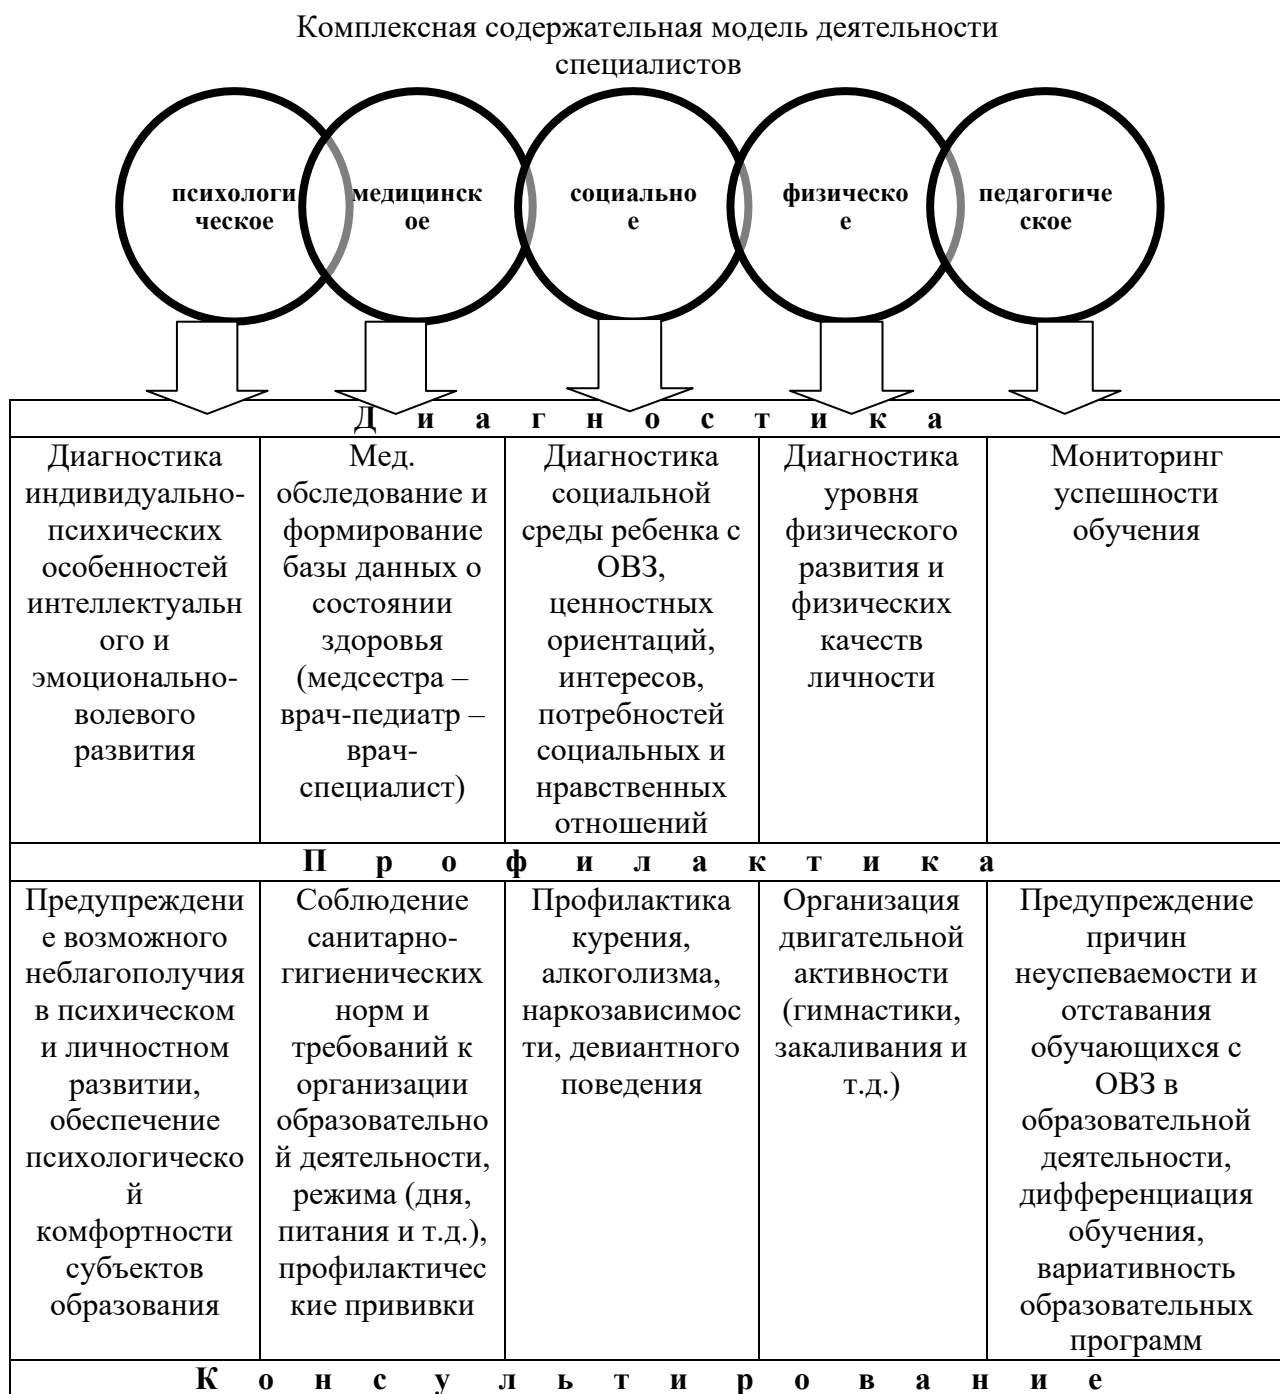 Комплексная содержательная модель деятельности
специалистов
психологи
ческое
медицинск
ое
социально
е
физическо
е
педагогиче
ское
Д и а г н о с т и к а
Диагностика
индивидуально-
психических
особенностей
интеллектуальн
ого и
эмоционально-
волевого
развития
Мед.
обследование и
формирование
базы данных о
состоянии
здоровья
(медсестра –
врач-педиатр –
врач-
специалист)
Диагностика
социальной
среды ребенка с
ОВЗ,
ценностных
ориентаций,
интересов,
потребностей
социальных и
нравственных
отношений
Диагностика
уровня
физического
развития и
физических
качеств
личности
Мониторинг
успешности
обучения
П р о ф и л а к т и к а
Предупреждени
е возможного
неблагополучия
в психическом
и личностном
развитии,
обеспечение
психологическо
й
комфортности
субъектов
образования
Соблюдение
санитарно-
гигиенических
норм и
требований к
организации
образовательно
й деятельности,
режима (дня,
питания и т.д.),
профилактичес
кие прививки
Профилактика
курения,
алкоголизма,
наркозависимос
ти, девиантного
поведения
Организация
двигательной
активности
(гимнастики,
закаливания и
т.д.)
Предупреждение
причин
неуспеваемости и
отставания
обучающихся с
ОВЗ в
образовательной
деятельности,
дифференциация
обучения,
вариативность
образовательных
программ
К о н с у л ь т и р о в а н и е